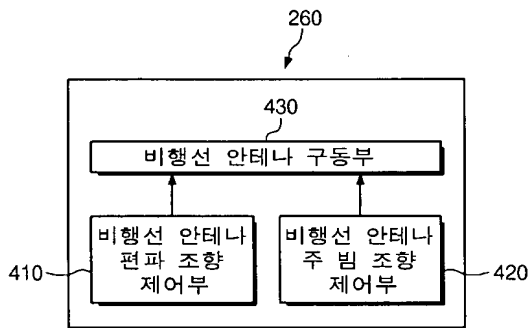 260
430
비행선 안테나 구동부
비행선 안테나
편파 조향
제어부
410
비행선 안테나
주 빔 조향
제어부
420